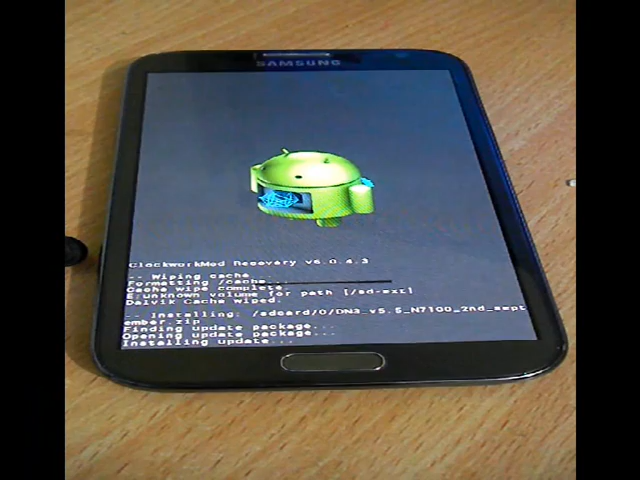 SAMSUNG
ClockworkMod Recovery v6.0.4.3
-- Wiping cache...
Formatting /cache...
Cache wipe complete.
E:unknown volume for path [/sd-ext]
Dalvik Cache wiped.
-- Installing: /sdcard/0/DN3_v5.5_N7100_2nd_sept
ember.zip
Finding update package...
Opening update package...
Installing update...